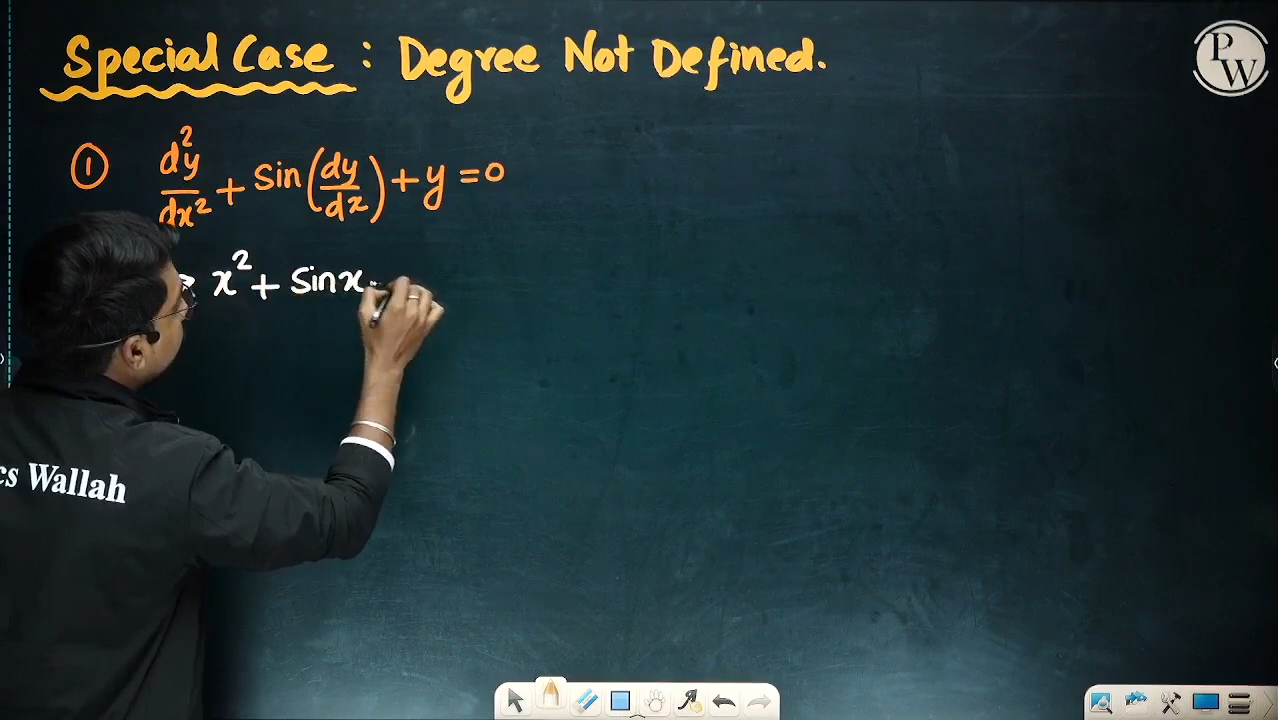 Special Case : Degree Not Defined.
PW
① d²y/dx² + sin(dy/dx) + y = 0
x² + sinx
cs Wallah